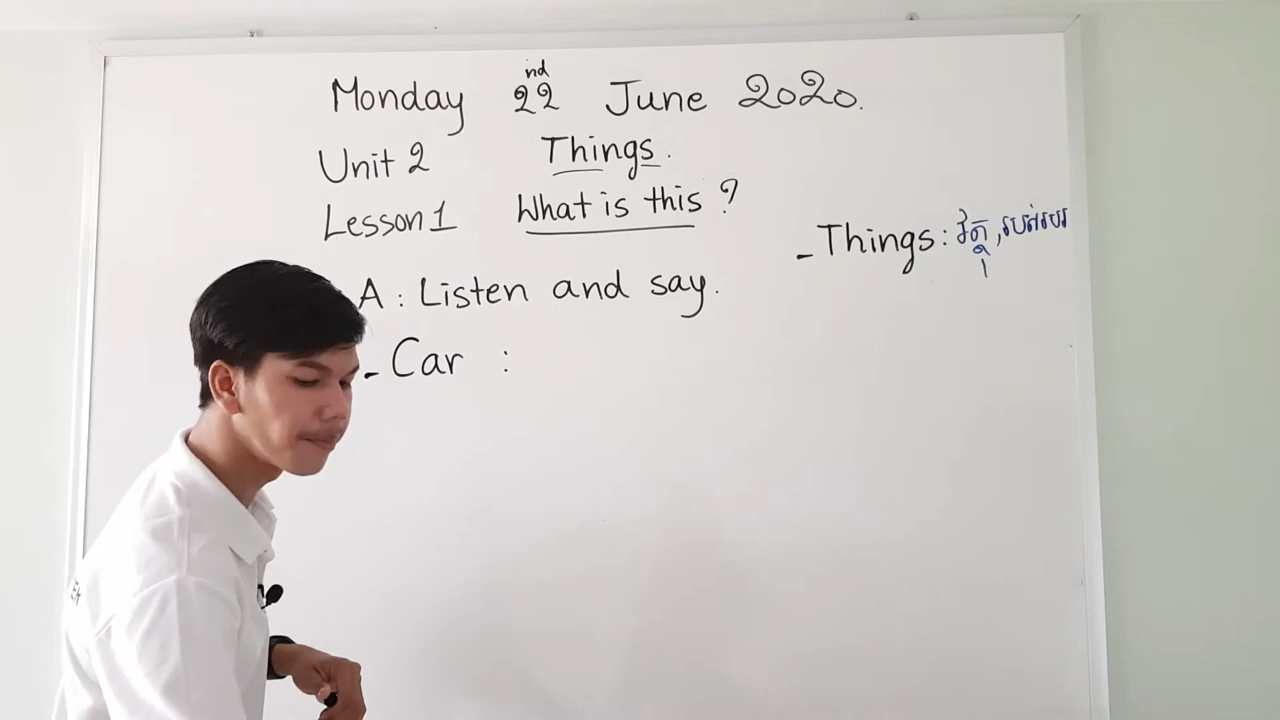 Monday 22nd June 2020.
Unit 2 Things.
Lesson 1 What is this ?
- Things : វត្ថុ, របស់របរ
A : Listen and say.
- Car :